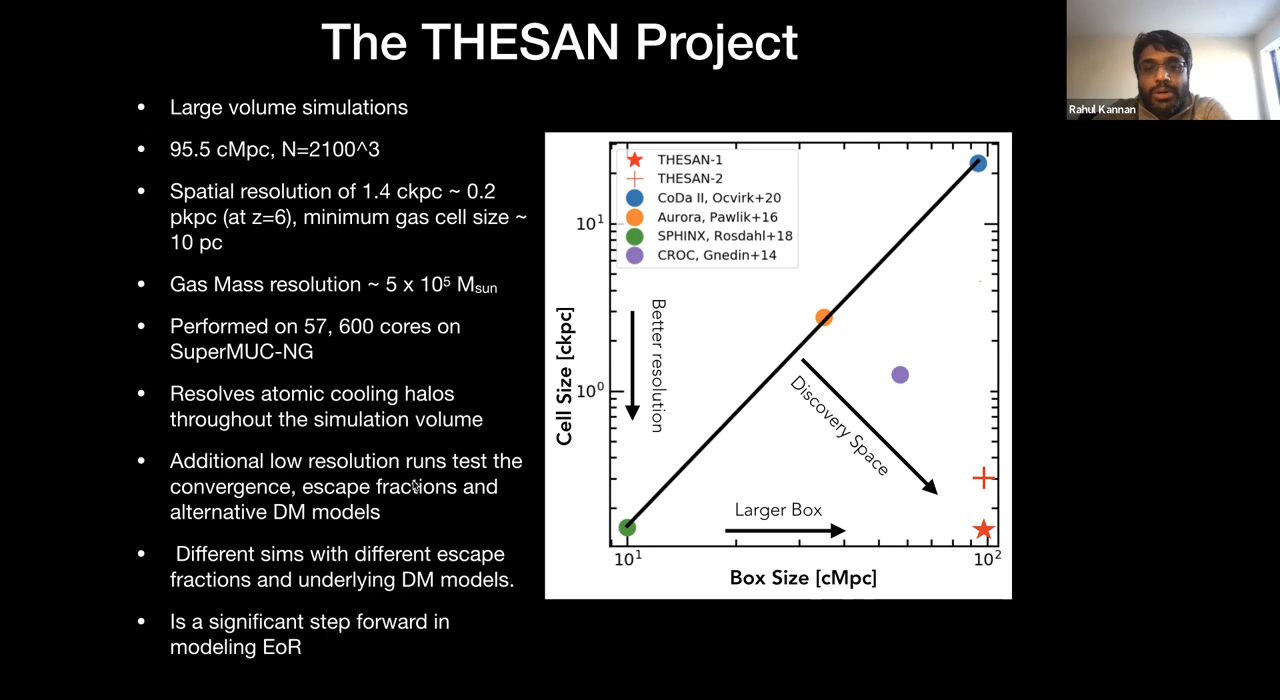 The THESAN Project
Rahul Kannan
• Large volume simulations
• 95.5 cMpc, N=2100^3
• Spatial resolution of 1.4 ckpc ~ 0.2
pkpc (at z=6), minimum gas cell size ~
10 pc
• Gas Mass resolution ~ 5 x 10⁵ Msun
• Performed on 57, 600 cores on
SuperMUC-NG
• Resolves atomic cooling halos
throughout the simulation volume
• Additional low resolution runs test the
convergence, escape fractions and
alternative DM models
• Different sims with different escape
fractions and underlying DM models.
• Is a significant step forward in
modeling EoR
THESAN-1
THESAN-2
CoDa II, Ocvirk+20
Aurora, Pawlik+16
SPHINX, Rosdahl+18
CROC, Gnedin+14
Cell Size [ckpc]
10¹
10⁰
Better resolution
Discovery Space
Larger Box
10¹
10²
Box Size [cMpc]